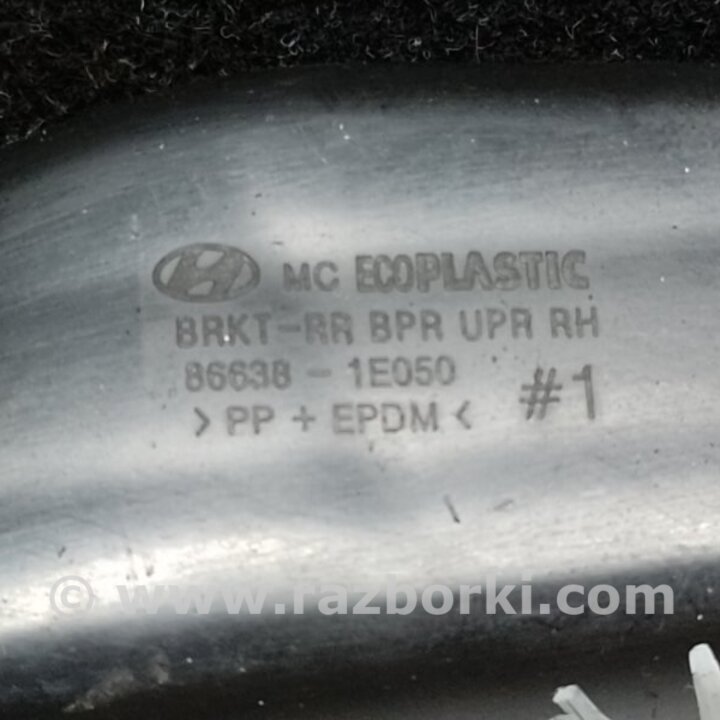 MC ECOPLASTIC
BRKT-RR BPR UPR RH
86638 - 1E050
> PP + EPDM < #1
© www.razborki.com